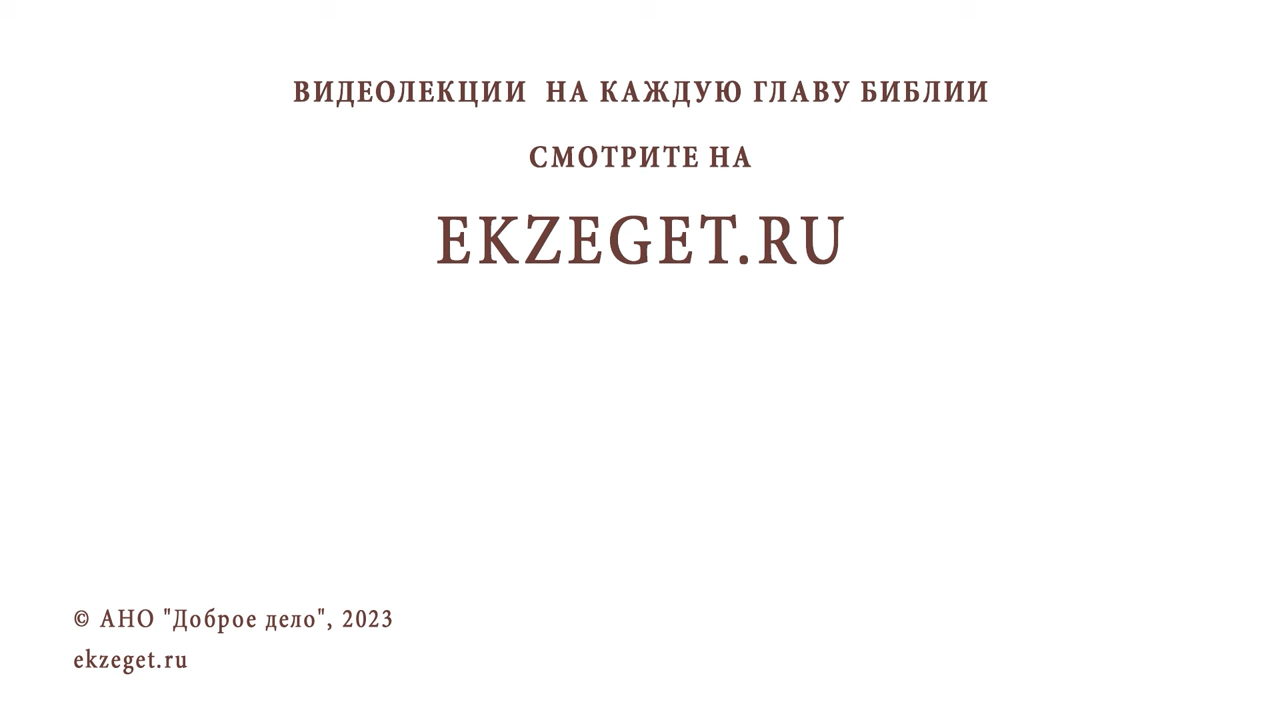 ВИДЕОЛЕКЦИИ НА КАЖДУЮ ГЛАВУ БИБЛИИ
СМОТРИТЕ НА
EKZEGET.RU
© АНО "Доброе дело", 2023
ekzeget.ru